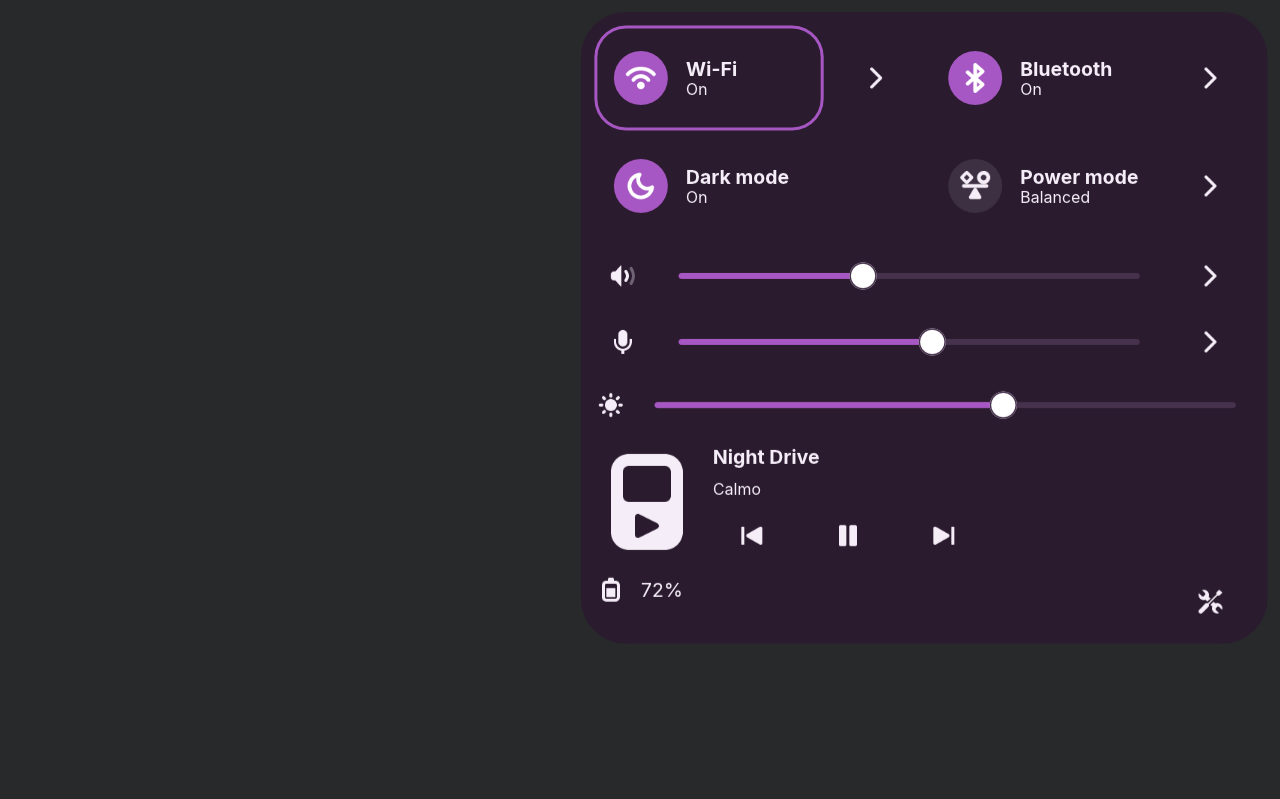 Wi-Fi
On
Bluetooth
On
Dark mode
On
Power mode
Balanced
Night Drive
Calmo
72%